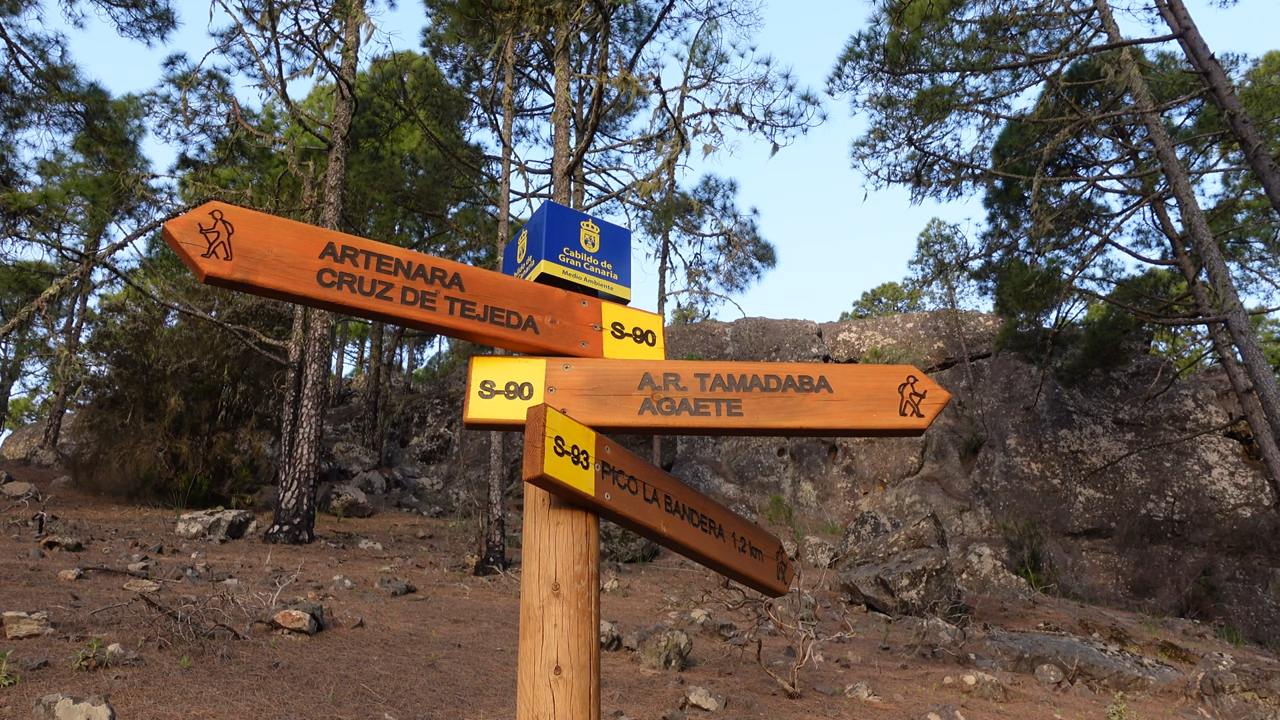 Cabildo de
Gran Canaria
Medio Ambiente
ARTENARA
CRUZ DE TEJEDA
S-90
S-90
A.R. TAMADABA
AGAETE
S-93
PICO LA BANDERA 1,2 km